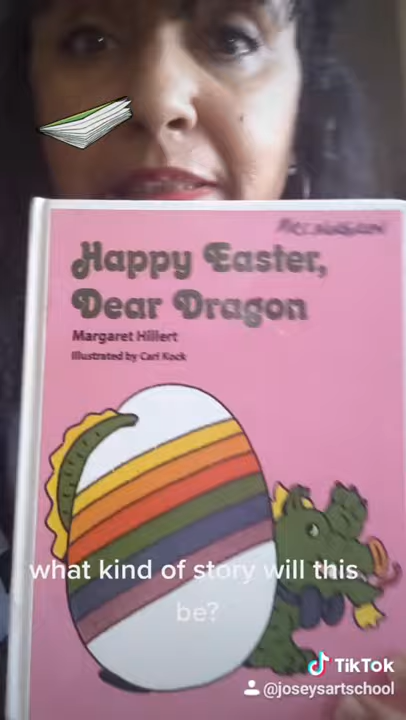 Happy Easter,
Dear Dragon
Margaret Hillert
Illustrated by Carl Kock
what kind of story will this
be?
TikTok
@joseysartschool